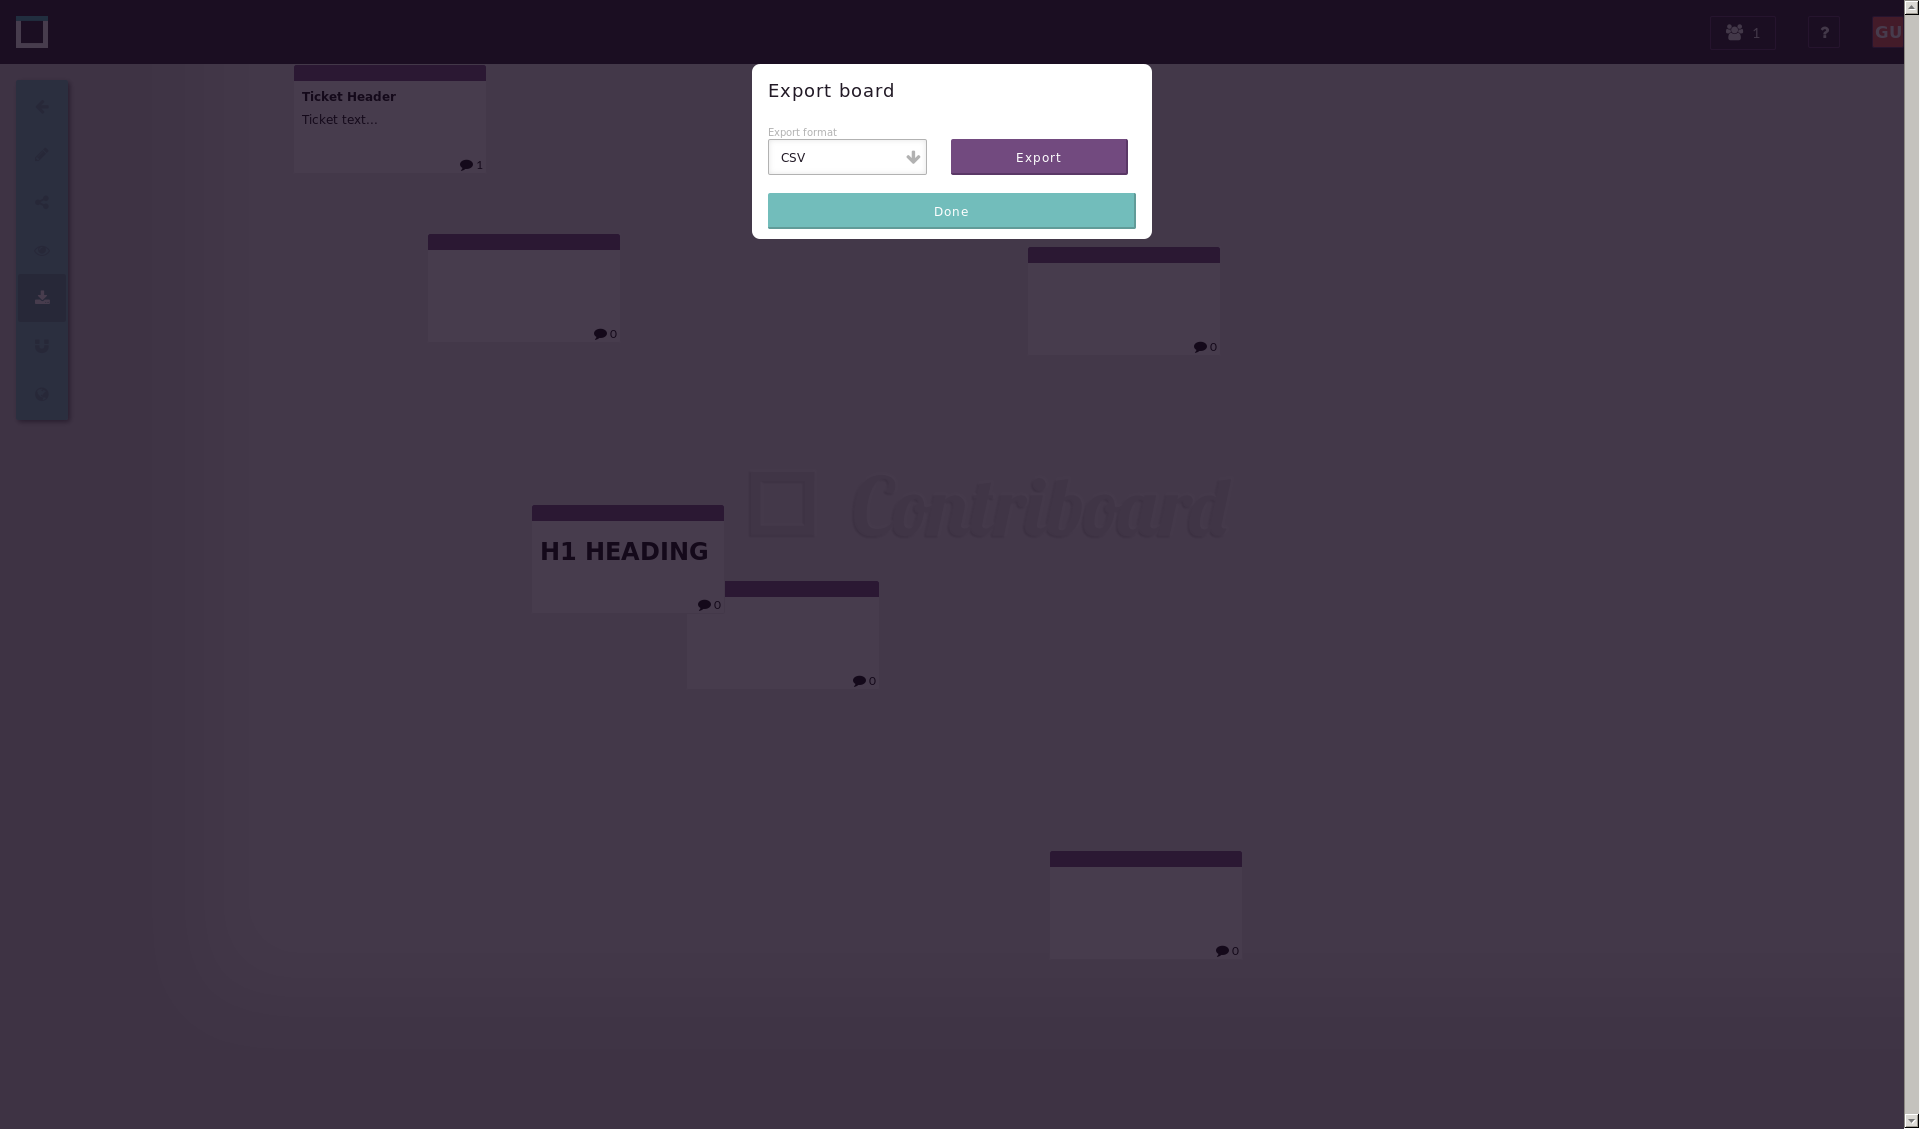 1
?
GU
Export board
Export format
CSV
Export
Done
Ticket Header
Ticket text...
1
0
0
Contriboard
H1 HEADING
0
0
0